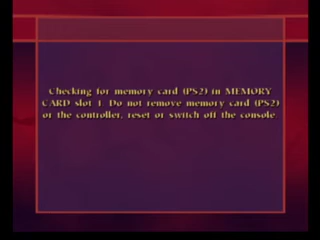 Checking for memory card (PS2) in MEMORY
CARD slot 1. Do not remove memory card (PS2)
or the controller, reset or switch off the console.